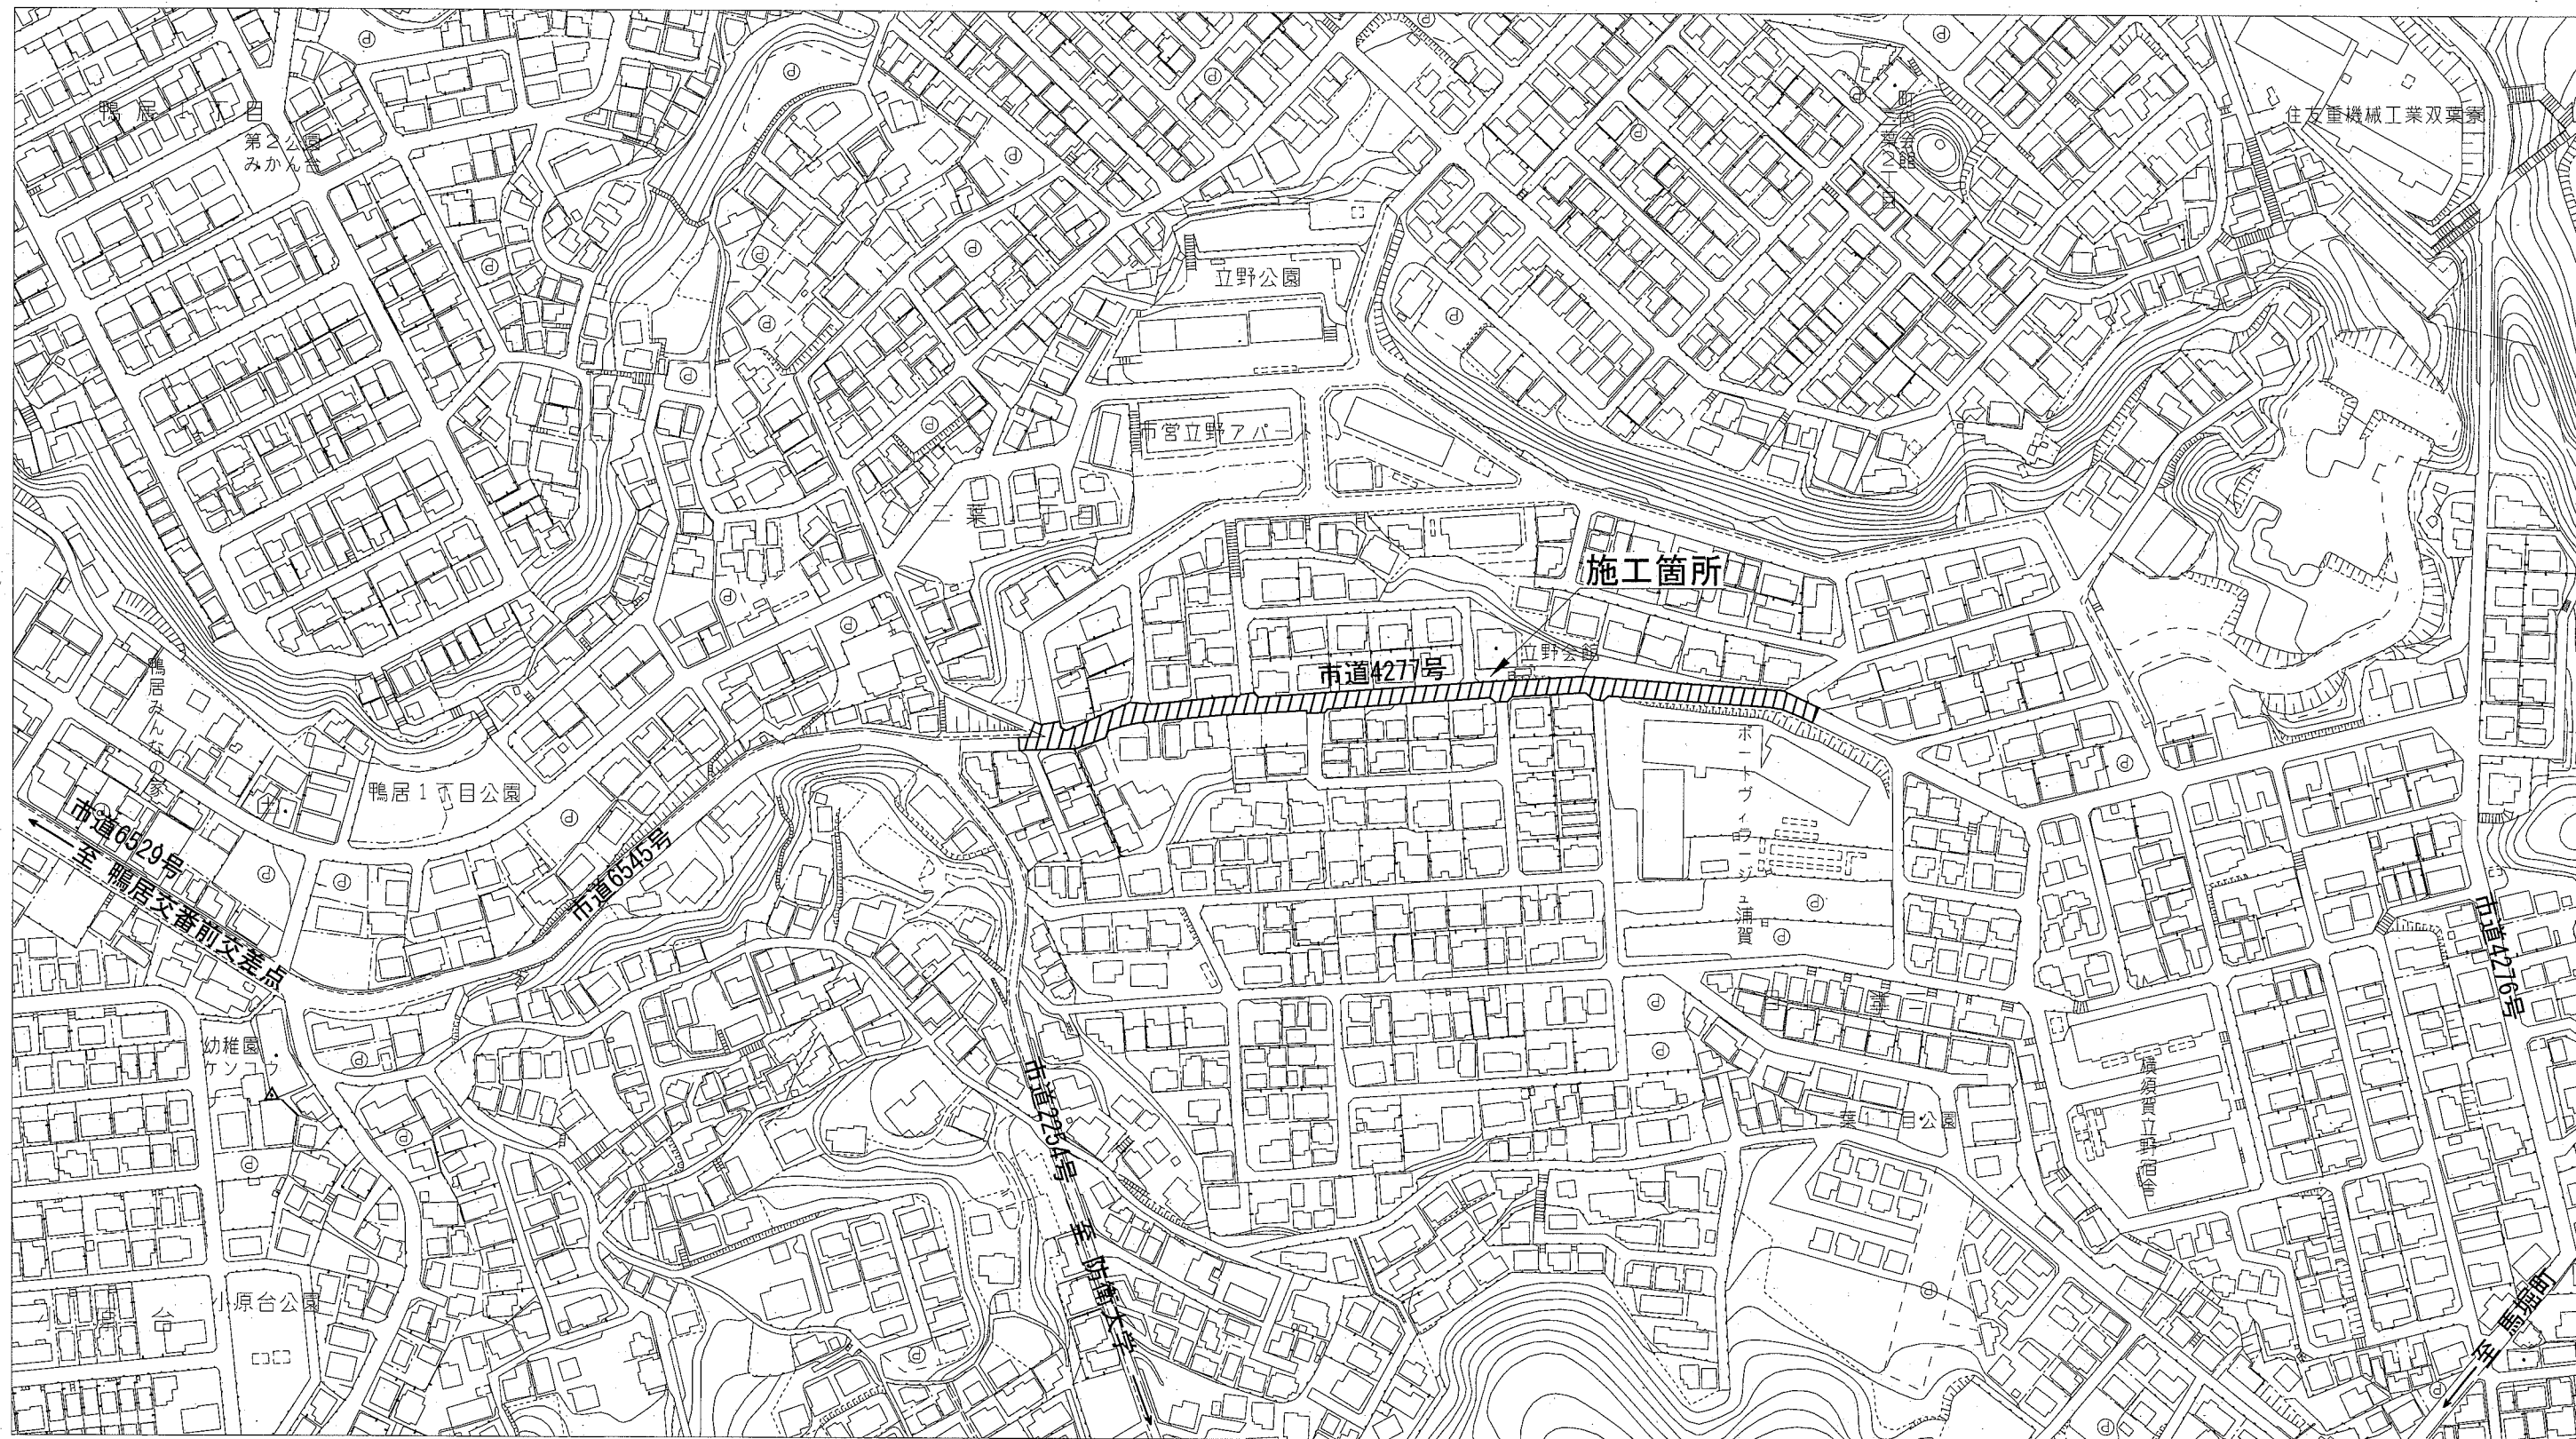 鴨居一丁目
第2公園
みかん台
町内会館
二葉2丁目
住友重機械工業双葉寮
立野公園
市営立野アパート
施工箇所
立野会館
市道4277号
鴨居みんなの家
鴨居1丁目公園
ポートヴィラージュ浦賀
市道6529号
至 鴨居交番前交差点
市道6545号
市道4276号
幼稚園
市道2254号
横須賀立野宿舎
二葉1丁目公園
至 防衛大学
小原台公園
原台
至 馬堀町